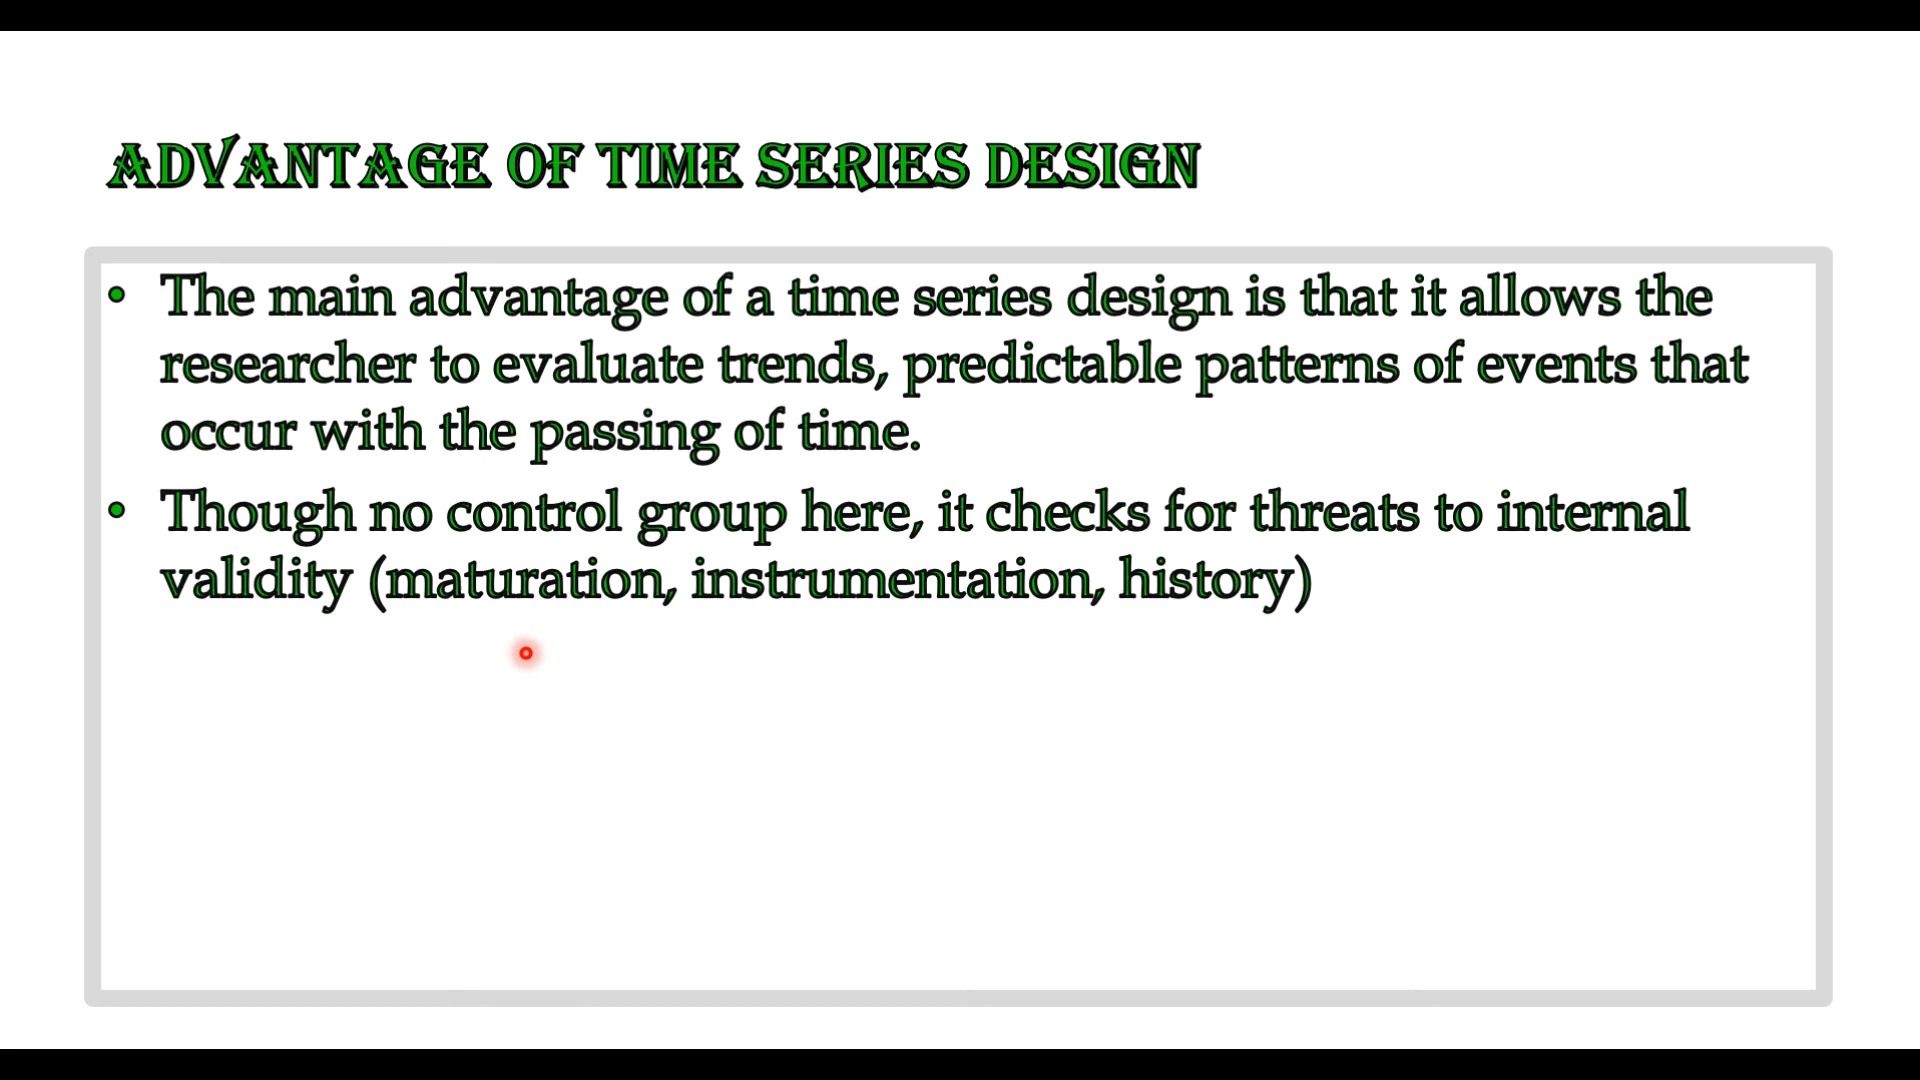 ADVANTAGE OF TIME SERIES DESIGN
• The main advantage of a time series design is that it allows the
researcher to evaluate trends, predictable patterns of events that
occur with the passing of time.
• Though no control group here, it checks for threats to internal
validity (maturation, instrumentation, history)